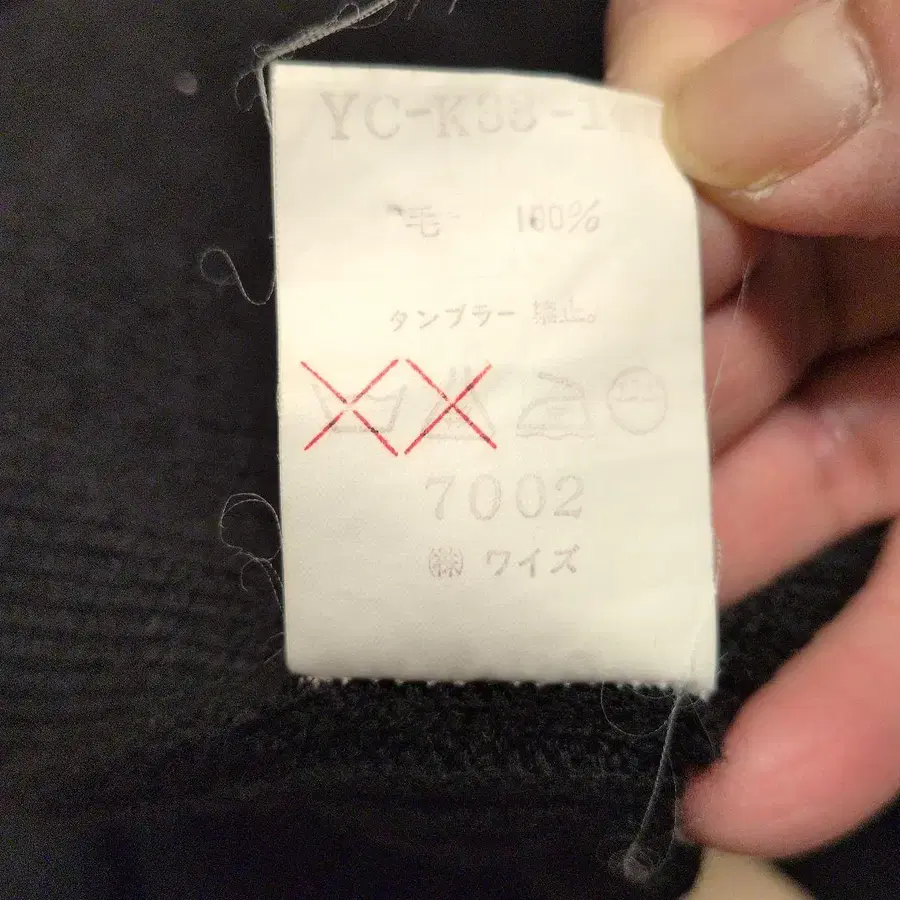 YC-K33-1
毛 100%
タンブラー 禁止。
7002
㈱ ワイズ